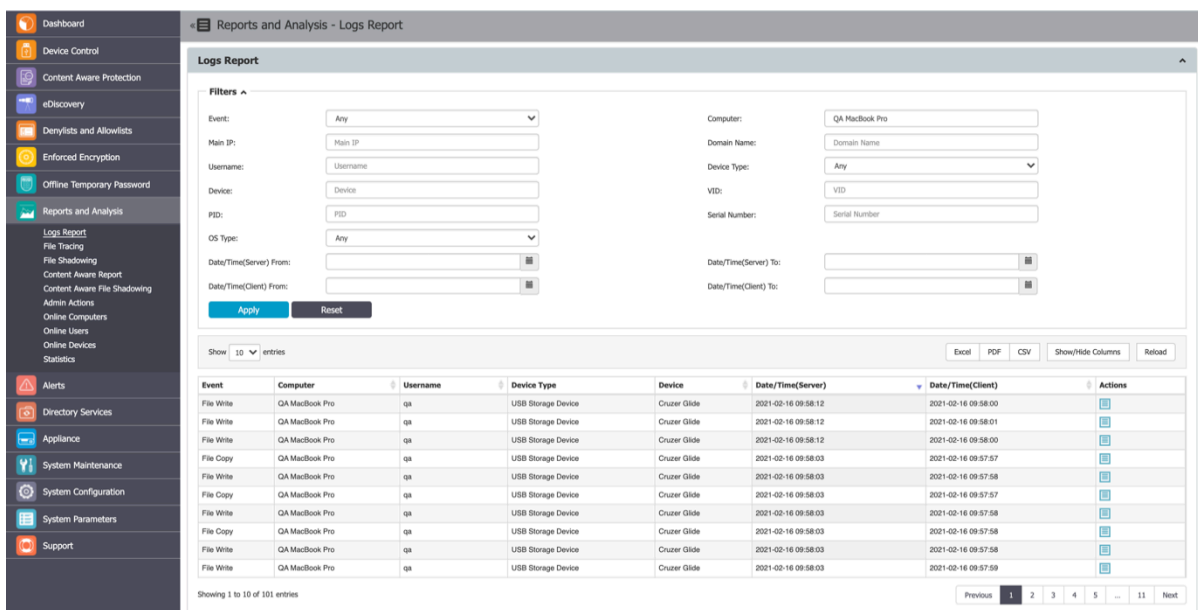 Dashboard
Device Control
Content Aware Protection
eDiscovery
Denylists and Allowlists
Enforced Encryption
Offline Temporary Password
Reports and Analysis
Logs Report
File Tracing
File Shadowing
Content Aware Report
Content Aware File Shadowing
Admin Actions
Online Computers
Online Users
Online Devices
Statistics
Alerts
Directory Services
Appliance
System Maintenance
System Configuration
System Parameters
Support
« Reports and Analysis - Logs Report
Logs Report
Filters
Event: Any Computer: QA MacBook Pro
Main IP: Main IP Domain Name: Domain Name
Username: Username Device Type: Any
Device: Device VID: VID
PID: PID Serial Number: Serial Number
OS Type: Any
Date/Time(Server) From: Date/Time(Server) To:
Date/Time(Client) From: Date/Time(Client) To:
Apply Reset
Show 10 entries Excel PDF CSV Show/Hide Columns Reload
Event Computer Username Device Type Device Date/Time(Server) Date/Time(Client) Actions
File Write QA MacBook Pro qa USB Storage Device Cruzer Glide 2021-02-16 09:58:12 2021-02-16 09:58:00
File Write QA MacBook Pro qa USB Storage Device Cruzer Glide 2021-02-16 09:58:12 2021-02-16 09:58:01
File Write QA MacBook Pro qa USB Storage Device Cruzer Glide 2021-02-16 09:58:12 2021-02-16 09:58:00
File Copy QA MacBook Pro qa USB Storage Device Cruzer Glide 2021-02-16 09:58:03 2021-02-16 09:57:57
File Write QA MacBook Pro qa USB Storage Device Cruzer Glide 2021-02-16 09:58:03 2021-02-16 09:57:58
File Copy QA MacBook Pro qa USB Storage Device Cruzer Glide 2021-02-16 09:58:03 2021-02-16 09:57:57
File Write QA MacBook Pro qa USB Storage Device Cruzer Glide 2021-02-16 09:58:03 2021-02-16 09:57:58
File Copy QA MacBook Pro qa USB Storage Device Cruzer Glide 2021-02-16 09:58:03 2021-02-16 09:57:58
File Write QA MacBook Pro qa USB Storage Device Cruzer Glide 2021-02-16 09:58:03 2021-02-16 09:57:58
File Write QA MacBook Pro qa USB Storage Device Cruzer Glide 2021-02-16 09:58:03 2021-02-16 09:57:59
Showing 1 to 10 of 101 entries Previous 1 2 3 4 5 ... 11 Next